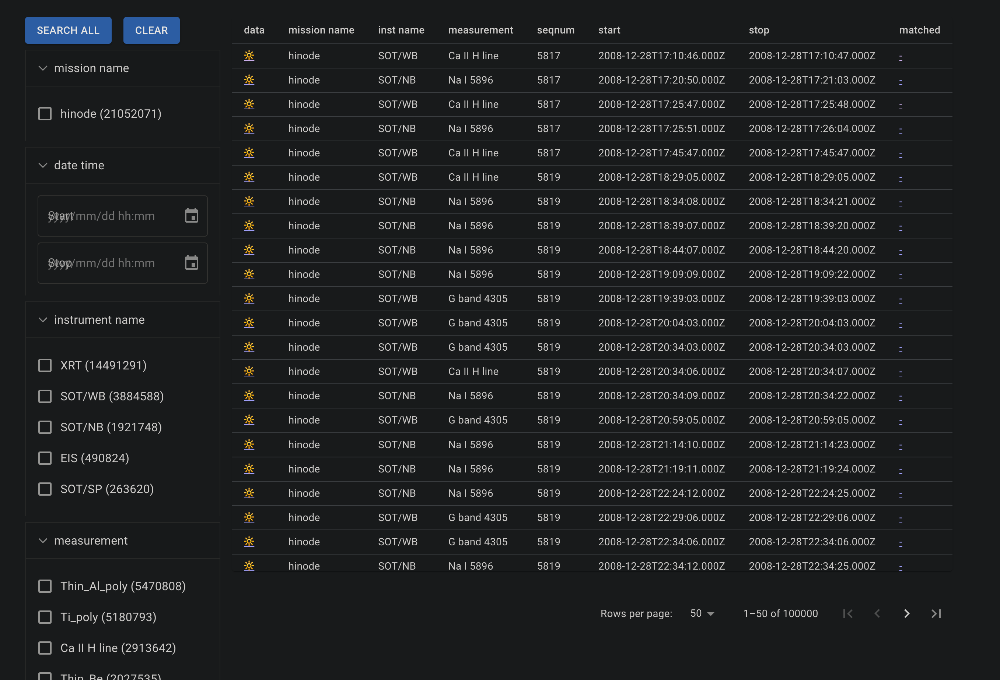 SEARCH ALL CLEAR
mission name
hinode (21052071)
date time
Start yyyy/mm/dd hh:mm
Stop yyyy/mm/dd hh:mm
instrument name
XRT (14491291)
SOT/WB (3884588)
SOT/NB (1921748)
EIS (490824)
SOT/SP (263620)
measurement
Thin_Al_poly (5470808)
Ti_poly (5180793)
Ca II H line (2913642)
Thin_Be (2027535)
data mission name inst name measurement seqnum start stop matched
hinode SOT/WB Ca II H line 5817 2008-12-28T17:10:46.000Z 2008-12-28T17:10:47.000Z -
hinode SOT/NB Na I 5896 5817 2008-12-28T17:20:50.000Z 2008-12-28T17:21:03.000Z -
hinode SOT/WB Ca II H line 5817 2008-12-28T17:25:47.000Z 2008-12-28T17:25:48.000Z -
hinode SOT/NB Na I 5896 5817 2008-12-28T17:25:51.000Z 2008-12-28T17:26:04.000Z -
hinode SOT/WB Ca II H line 5817 2008-12-28T17:45:47.000Z 2008-12-28T17:45:47.000Z -
hinode SOT/WB Ca II H line 5819 2008-12-28T18:29:05.000Z 2008-12-28T18:29:05.000Z -
hinode SOT/NB Na I 5896 5819 2008-12-28T18:34:08.000Z 2008-12-28T18:34:21.000Z -
hinode SOT/NB Na I 5896 5819 2008-12-28T18:39:07.000Z 2008-12-28T18:39:20.000Z -
hinode SOT/NB Na I 5896 5819 2008-12-28T18:44:07.000Z 2008-12-28T18:44:20.000Z -
hinode SOT/NB Na I 5896 5819 2008-12-28T19:09:09.000Z 2008-12-28T19:09:22.000Z -
hinode SOT/WB G band 4305 5819 2008-12-28T19:39:03.000Z 2008-12-28T19:39:03.000Z -
hinode SOT/WB G band 4305 5819 2008-12-28T20:04:03.000Z 2008-12-28T20:04:03.000Z -
hinode SOT/WB G band 4305 5819 2008-12-28T20:34:03.000Z 2008-12-28T20:34:03.000Z -
hinode SOT/WB Ca II H line 5819 2008-12-28T20:34:06.000Z 2008-12-28T20:34:07.000Z -
hinode SOT/NB Na I 5896 5819 2008-12-28T20:34:09.000Z 2008-12-28T20:34:22.000Z -
hinode SOT/WB G band 4305 5819 2008-12-28T20:59:05.000Z 2008-12-28T20:59:05.000Z -
hinode SOT/NB Na I 5896 5819 2008-12-28T21:14:10.000Z 2008-12-28T21:14:23.000Z -
hinode SOT/NB Na I 5896 5819 2008-12-28T21:19:11.000Z 2008-12-28T21:19:24.000Z -
hinode SOT/NB Na I 5896 5819 2008-12-28T22:24:12.000Z 2008-12-28T22:24:25.000Z -
hinode SOT/WB G band 4305 5819 2008-12-28T22:29:06.000Z 2008-12-28T22:29:06.000Z -
hinode SOT/WB G band 4305 5819 2008-12-28T22:34:06.000Z 2008-12-28T22:34:06.000Z -
hinode SOT/NB Na I 5896 5819 2008-12-28T22:34:12.000Z 2008-12-28T22:34:25.000Z -
Rows per page: 50 1–50 of 100000